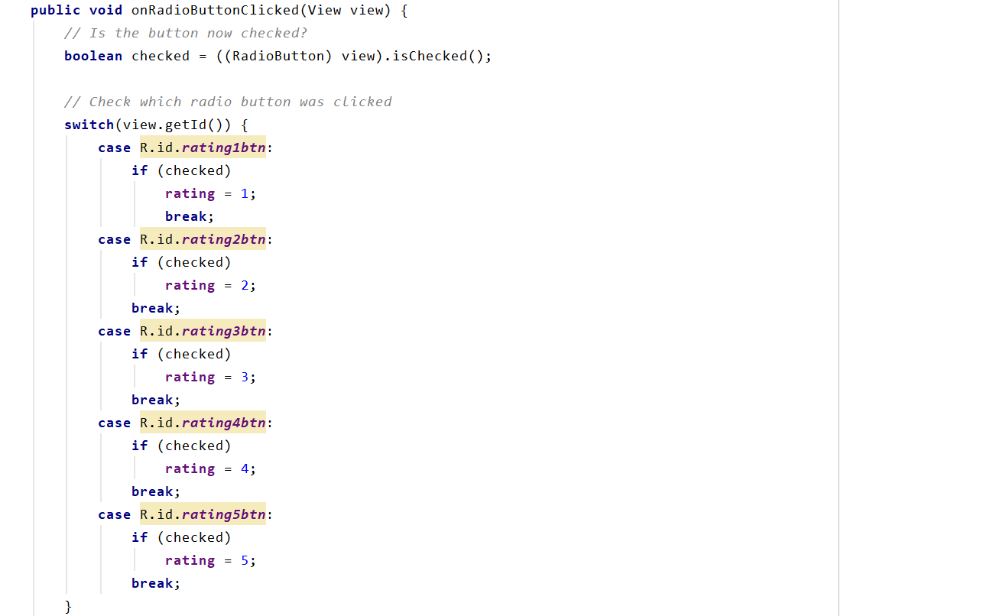 public void onRadioButtonClicked(View view) {
    // Is the button now checked?
    boolean checked = ((RadioButton) view).isChecked();

    // Check which radio button was clicked
    switch(view.getId()) {
        case R.id.rating1btn:
            if (checked)
                rating = 1;
                break;
        case R.id.rating2btn:
            if (checked)
                rating = 2;
            break;
        case R.id.rating3btn:
            if (checked)
                rating = 3;
            break;
        case R.id.rating4btn:
            if (checked)
                rating = 4;
            break;
        case R.id.rating5btn:
            if (checked)
                rating = 5;
            break;
    }